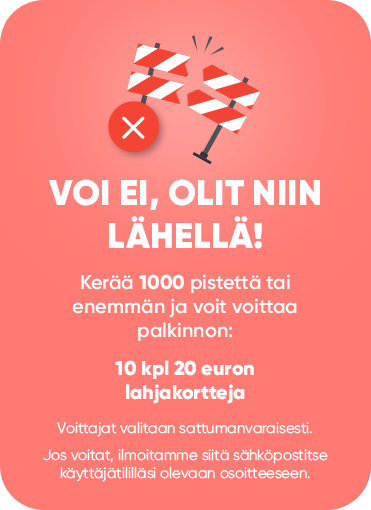 VOI EI, OLIT NIIN
LÄHELLÄ!
Kerää 1000 pistettä tai
enemmän ja voit voittaa
palkinnon:
10 kpl 20 euron
lahjakortteja
Voittajat valitaan sattumanvaraisesti.
Jos voitat, ilmoitamme siitä sähköpostitse
käyttäjätililläsi olevaan osoitteeseen.